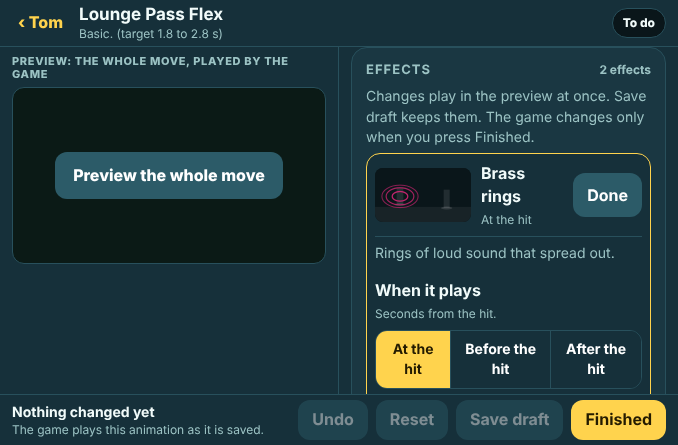 ‹ Tom
Lounge Pass Flex
Basic. (target 1.8 to 2.8 s)
To do
PREVIEW: THE WHOLE MOVE, PLAYED BY THE
GAME
Preview the whole move
EFFECTS
2 effects
Changes play in the preview at once. Save
draft keeps them. The game changes only
when you press Finished.
Brass
rings
At the hit
Done
Rings of loud sound that spread out.
When it plays
Seconds from the hit.
At the
hit
Before the
hit
After the
hit
Nothing changed yet
The game plays this animation as it is saved.
Undo
Reset
Save draft
Finished